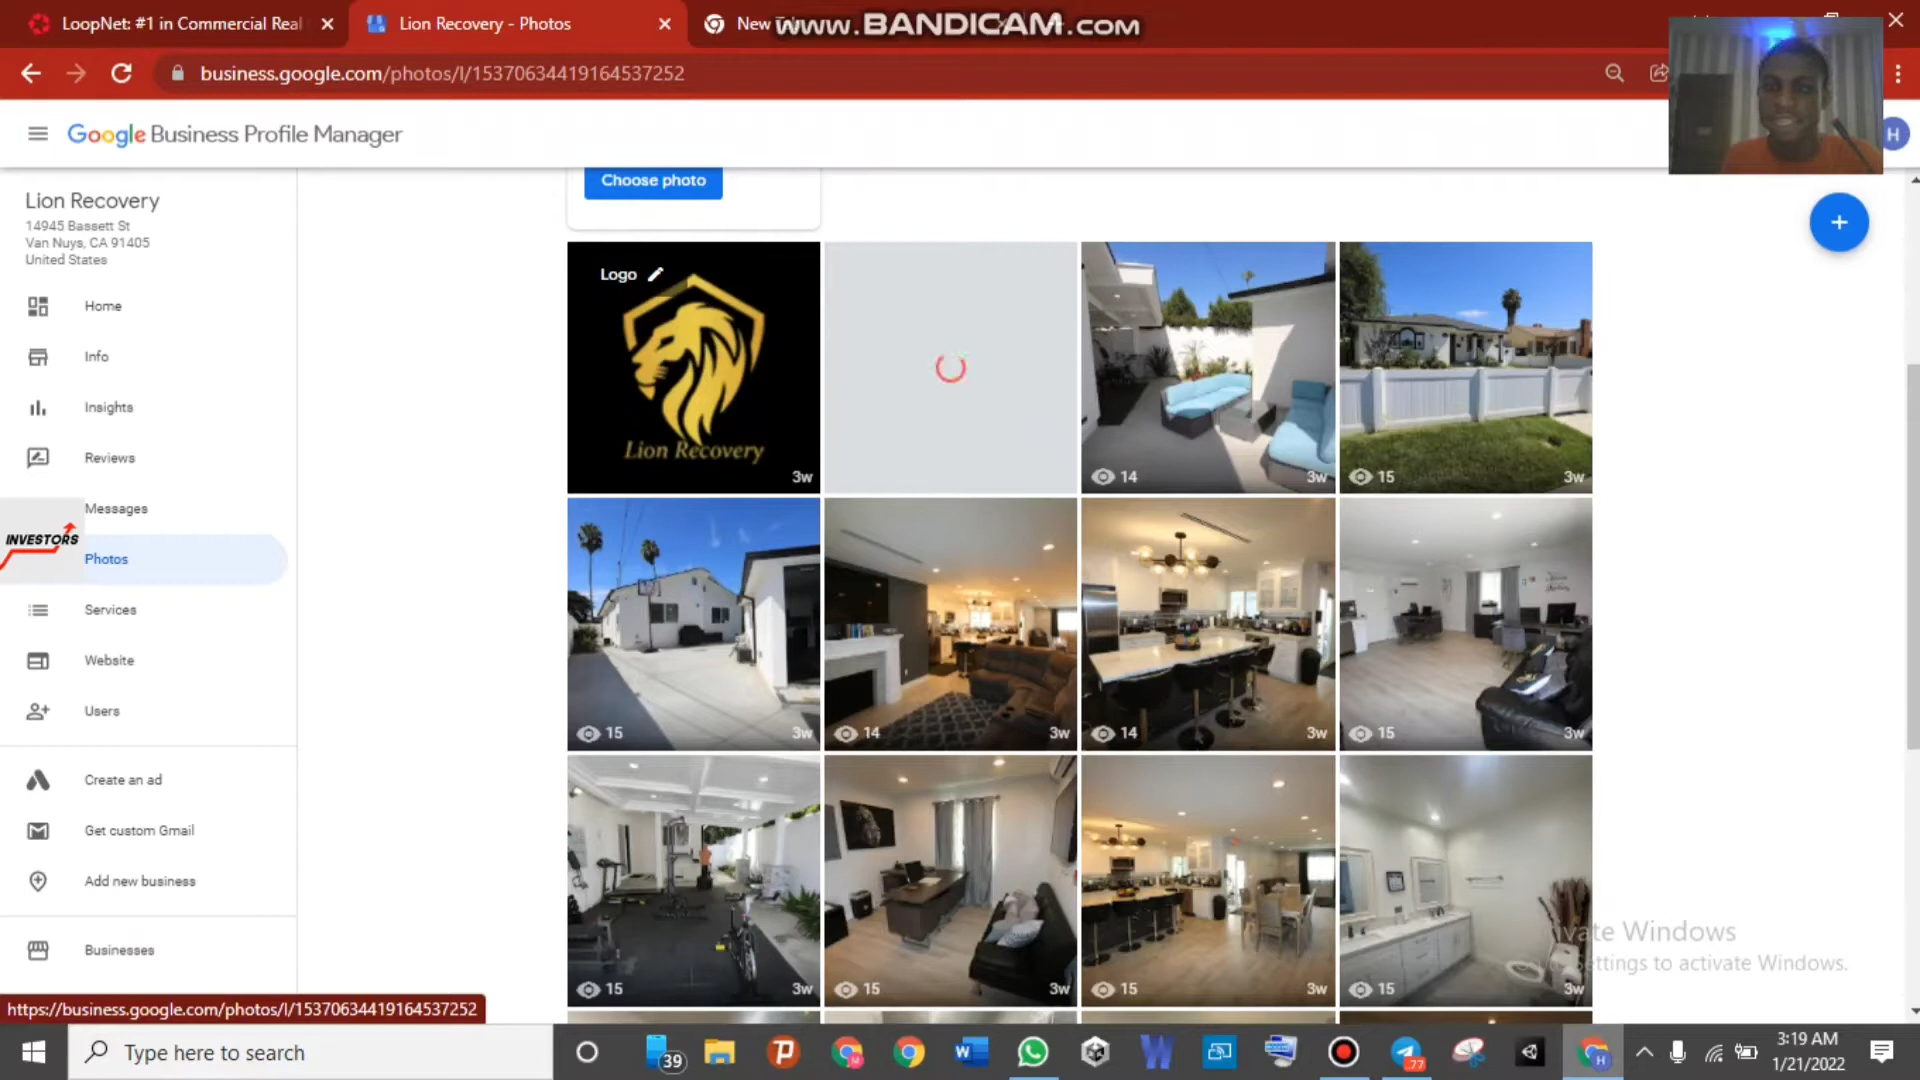 LoopNet: #1 in Commercial Real
Lion Recovery - Photos
New
www.BANDICAM.com
business.google.com/photos/l/15370634419164537252
Google Business Profile Manager
H
Lion Recovery
14945 Bassett St
Van Nuys, CA 91405
United States
Home
Info
Insights
Reviews
Messages
INVESTORS
Photos
Services
Website
Users
Create an ad
Get custom Gmail
Add new business
Businesses
Choose photo
Logo
Lion Recovery
3w
14
3w
15
3w
15
3w
14
3w
14
3w
15
3w
15
3w
15
3w
15
3w
15
Windows
ettings to activate Windows.
https://business.google.com/photos/l/15370634419164537252
Type here to search
39
77
H
3:19 AM
1/21/2022